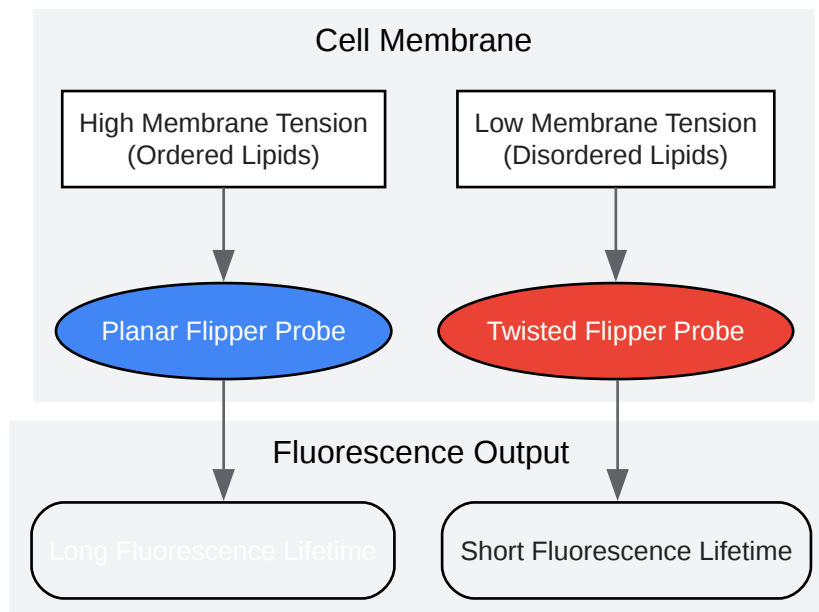 Cell Membrane
High Membrane Tension
(Ordered Lipids)
Low Membrane Tension
(Disordered Lipids)
Planar Flipper Probe
Twisted Flipper Probe
Fluorescence Output
Long Fluorescence Lifetime
Short Fluorescence Lifetime